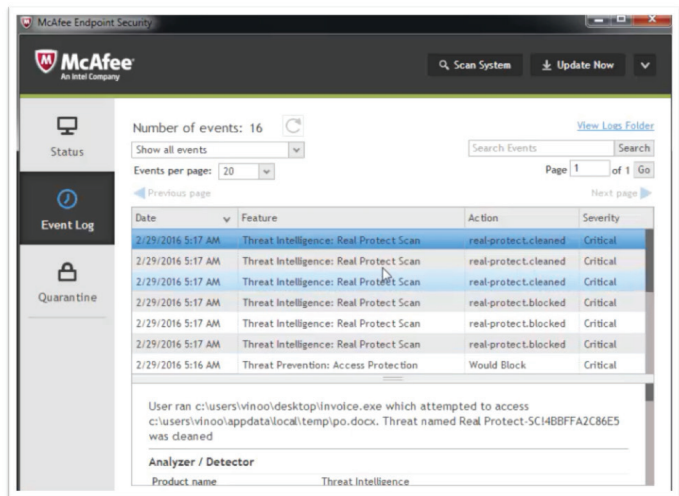 McAfee Endpoint Security
McAfee
An Intel Company
Scan System
Update Now
Status
Event Log
Quarantine
Number of events: 16
View Logs Folder
Show all events
Search Events
Search
Events per page: 20
Page 1 of 1 Go
Previous page
Next page
Date Feature Action Severity
2/29/2016 5:17 AM Threat Intelligence: Real Protect Scan real-protect.cleaned Critical
2/29/2016 5:17 AM Threat Intelligence: Real Protect Scan real-protect.cleaned Critical
2/29/2016 5:17 AM Threat Intelligence: Real Protect Scan real-protect.cleaned Critical
2/29/2016 5:17 AM Threat Intelligence: Real Protect Scan real-protect.blocked Critical
2/29/2016 5:17 AM Threat Intelligence: Real Protect Scan real-protect.blocked Critical
2/29/2016 5:17 AM Threat Intelligence: Real Protect Scan real-protect.blocked Critical
2/29/2016 5:16 AM Threat Prevention: Access Protection Would Block Critical
User ran c:\users\vinoo\desktop\invoice.exe which attempted to access
c:\users\vinoo\appdata\local\temp\po.docx. Threat named Real Protect-SC!4BBFFA2C86E5
was cleaned
Analyzer / Detector
Product name Threat Intelligence